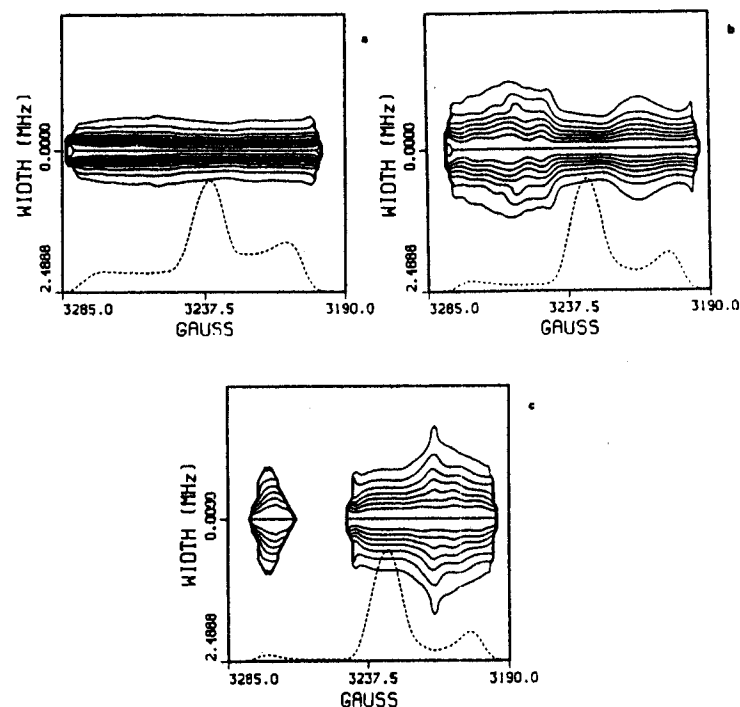 a
WIDTH (MHz)
0.0000
2.4888
3285.0
3237.5
3190.0
GAUSS
b
WIDTH (MHz)
0.0000
2.4888
3285.0
3237.5
3190.0
GAUSS
c
WIDTH (MHz)
0.0000
2.4888
3285.0
3237.5
3190.0
GAUSS